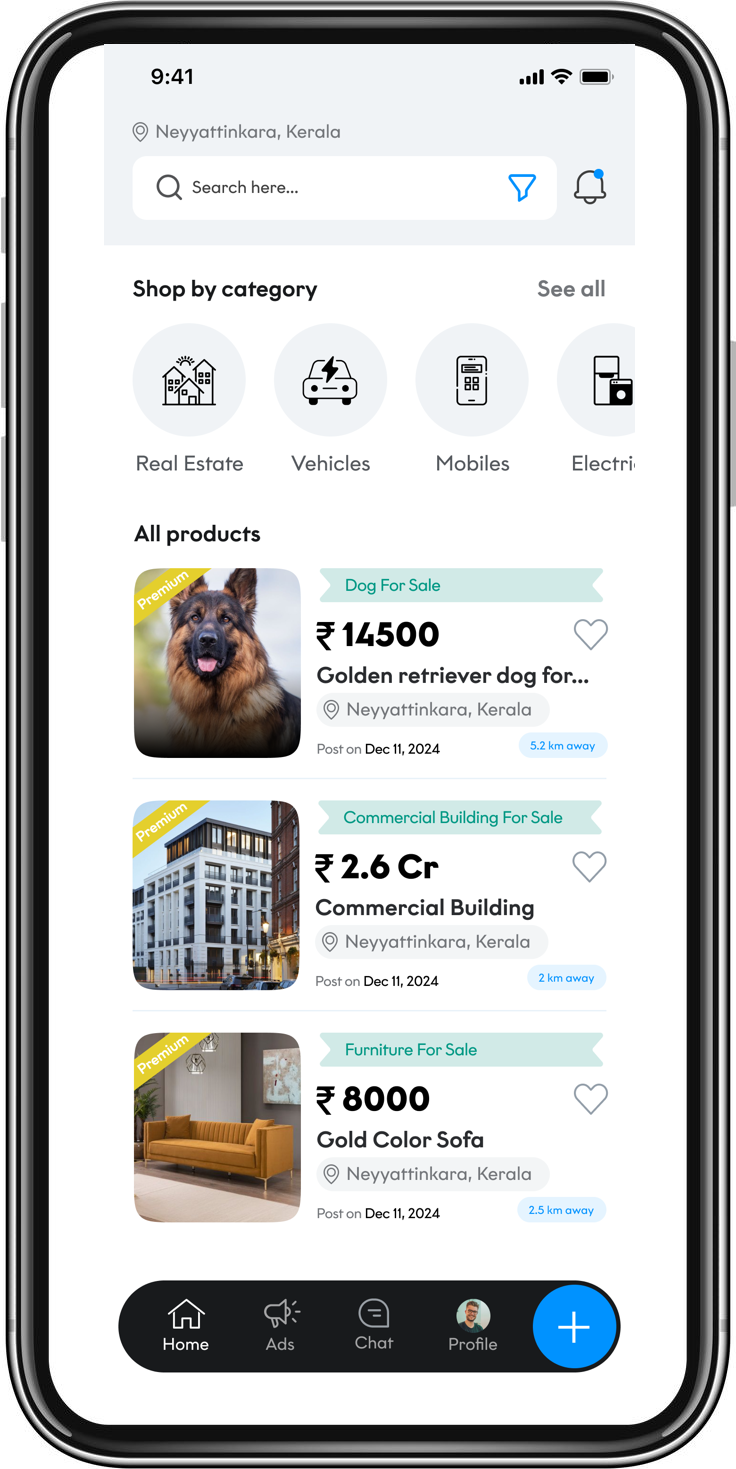 9:41
Neyyattinkara, Kerala
Search here...
Shop by category
See all
Real Estate
Vehicles
Mobiles
Electri
All products
Premium
Dog For Sale
₹ 14500
Golden retriever dog for...
Neyyattinkara, Kerala
Post on Dec 11, 2024
5.2 km away
Premium
Commercial Building For Sale
₹ 2.6 Cr
Commercial Building
Neyyattinkara, Kerala
Post on Dec 11, 2024
2 km away
Premium
Furniture For Sale
₹ 8000
Gold Color Sofa
Neyyattinkara, Kerala
Post on Dec 11, 2024
2.5 km away
Home
Ads
Chat
Profile